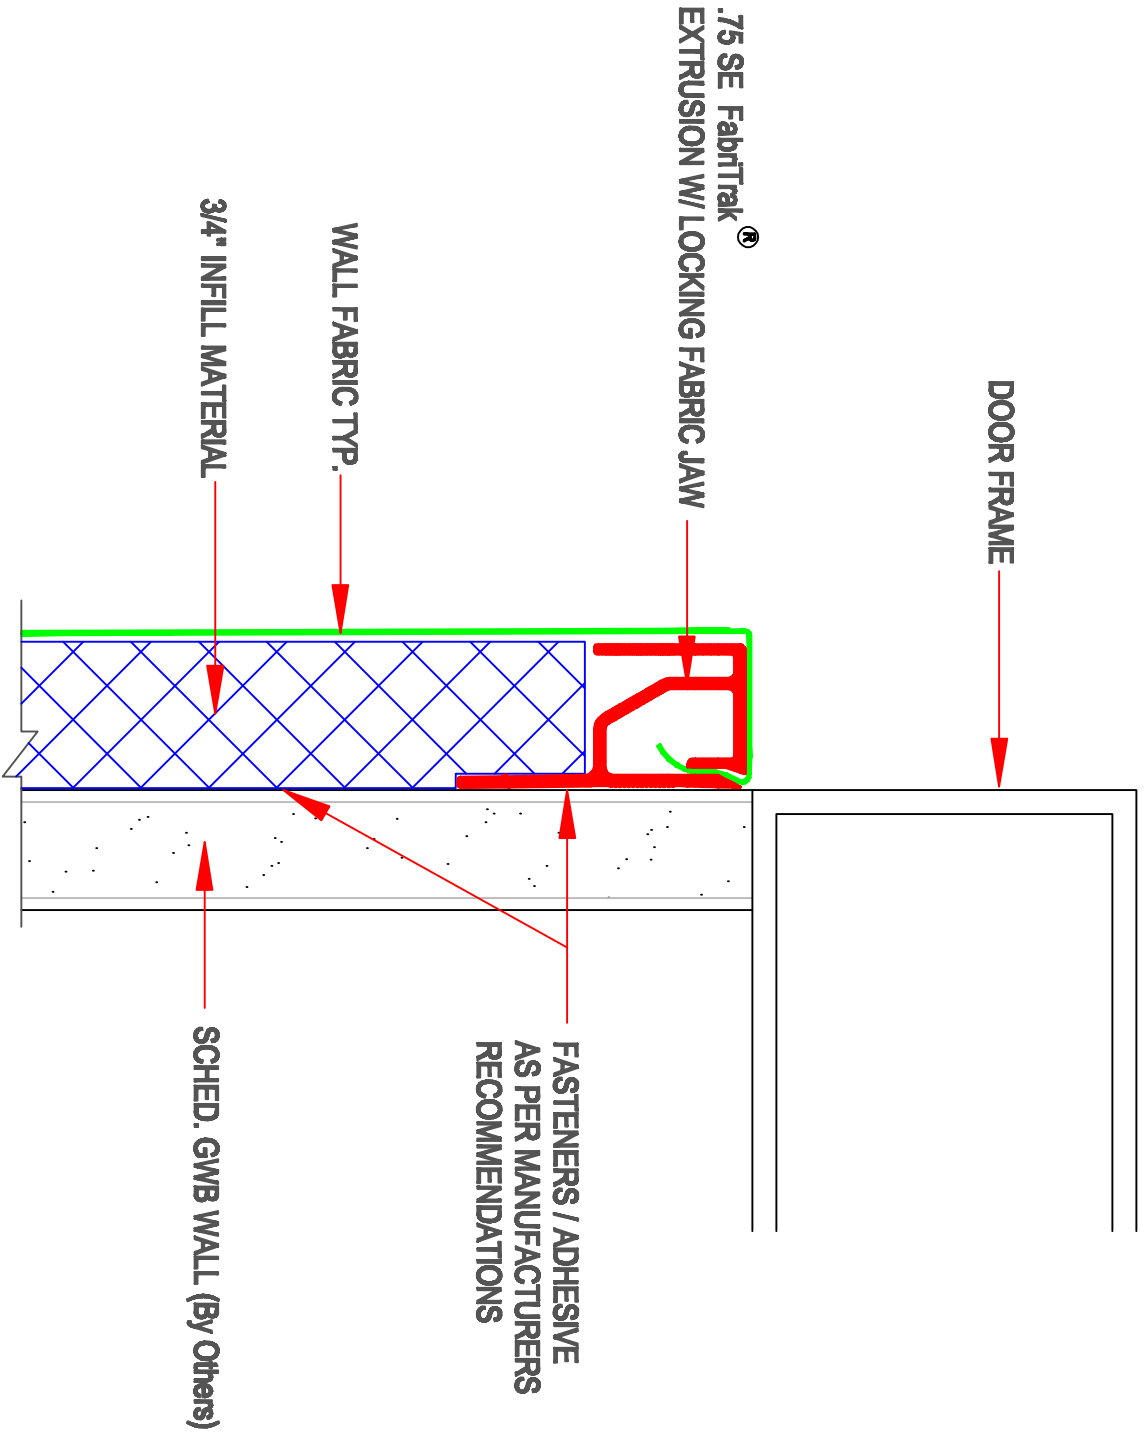 .75 SE FabriTrak ®
EXTRUSION W/ LOCKING FABRIC JAW
DOOR FRAME
WALL FABRIC TYP.
3/4" INFILL MATERIAL
FASTENERS / ADHESIVE
AS PER MANUFACTURERS
RECOMMENDATIONS
SCHED. GWB WALL (By Others)